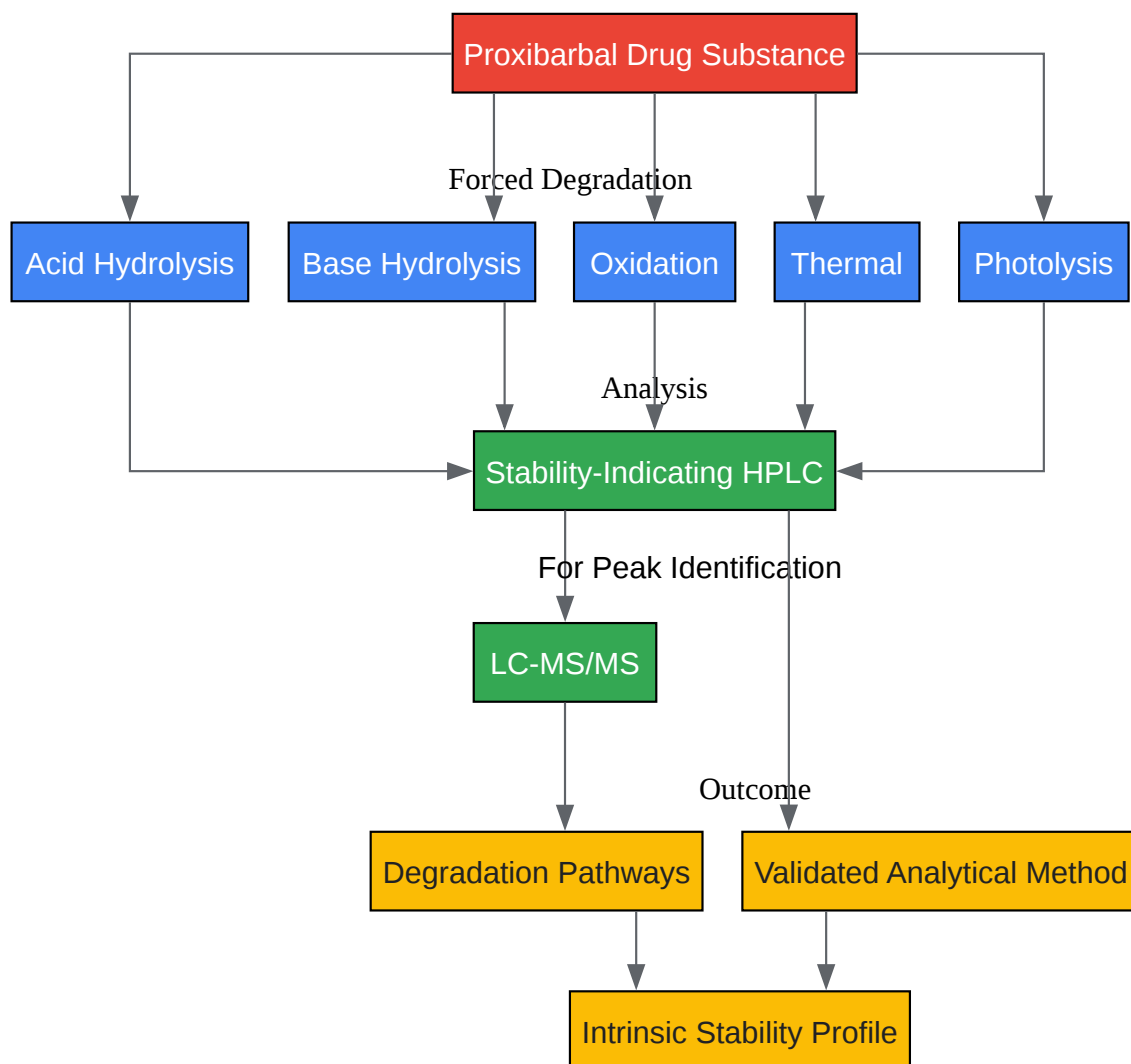 Proxibarbal Drug Substance
Forced Degradation
Acid Hydrolysis
Base Hydrolysis
Oxidation
Thermal
Photolysis
Analysis
Stability-Indicating HPLC
For Peak Identification
LC-MS/MS
Outcome
Degradation Pathways
Validated Analytical Method
Intrinsic Stability Profile